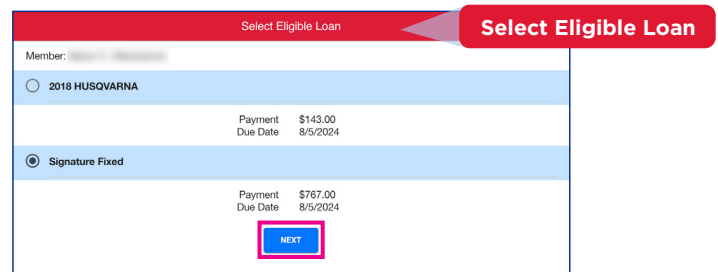 Select Eligible Loan
Select Eligible Loan
Member:
2018 HUSQVARNA
Payment $143.00
Due Date 8/5/2024
Signature Fixed
Payment $767.00
Due Date 8/5/2024
NEXT